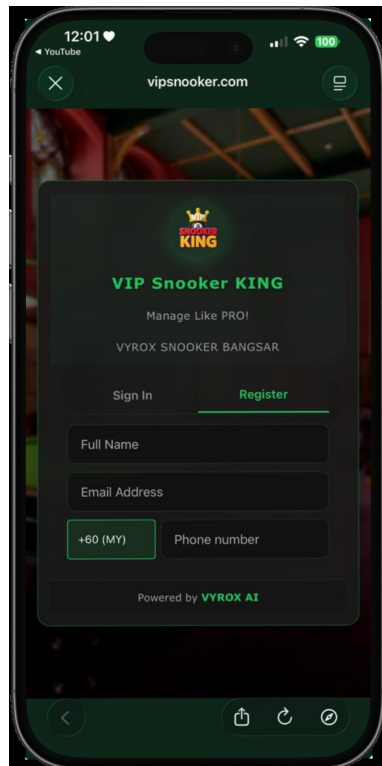 12:01
100
◄ YouTube
vipsnooker.com
SNOOKER
KING
VIP Snooker KING
Manage Like PRO!
VYROX SNOOKER BANGSAR
Sign In
Register
Full Name
Email Address
+60 (MY)
Phone number
Powered by VYROX AI